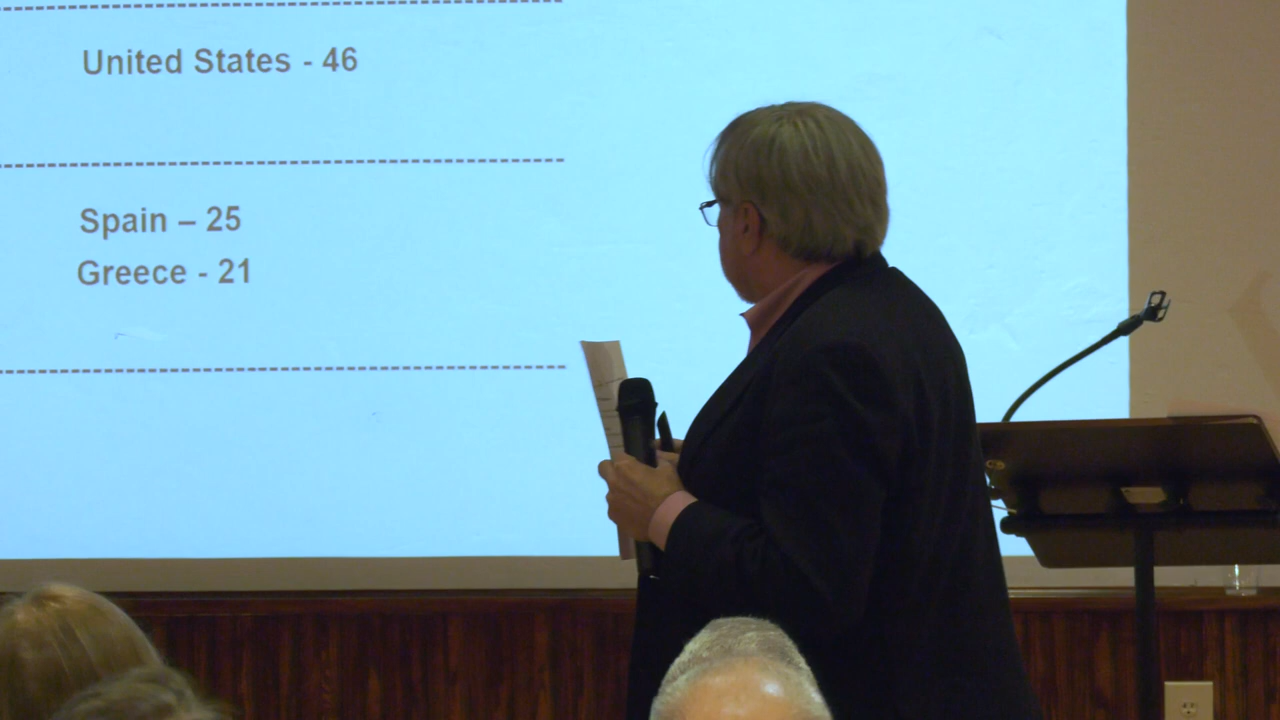 United States - 46
Spain – 25
Greece - 21